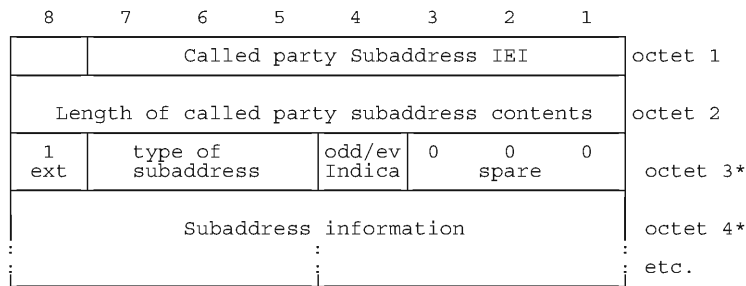 8 7 6 5 4 3 2 1
Called party Subaddress IEI octet 1
Length of called party subaddress contents octet 2
1 type of odd/ev 0 0 0
ext subaddress Indica spare octet 3*
Subaddress information octet 4*
: : : etc.